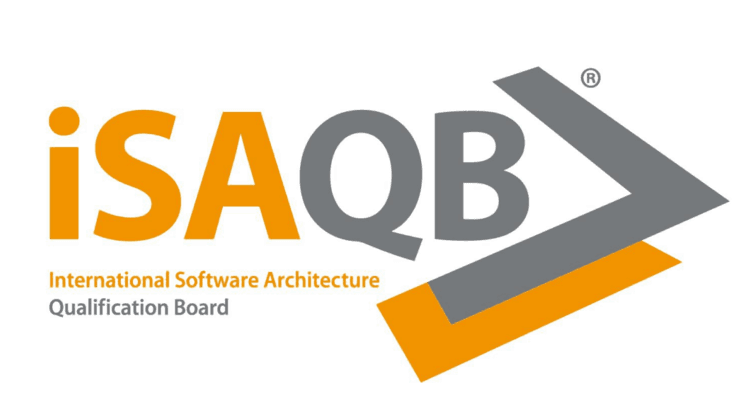 iSAQB®
International Software Architecture
Qualification Board